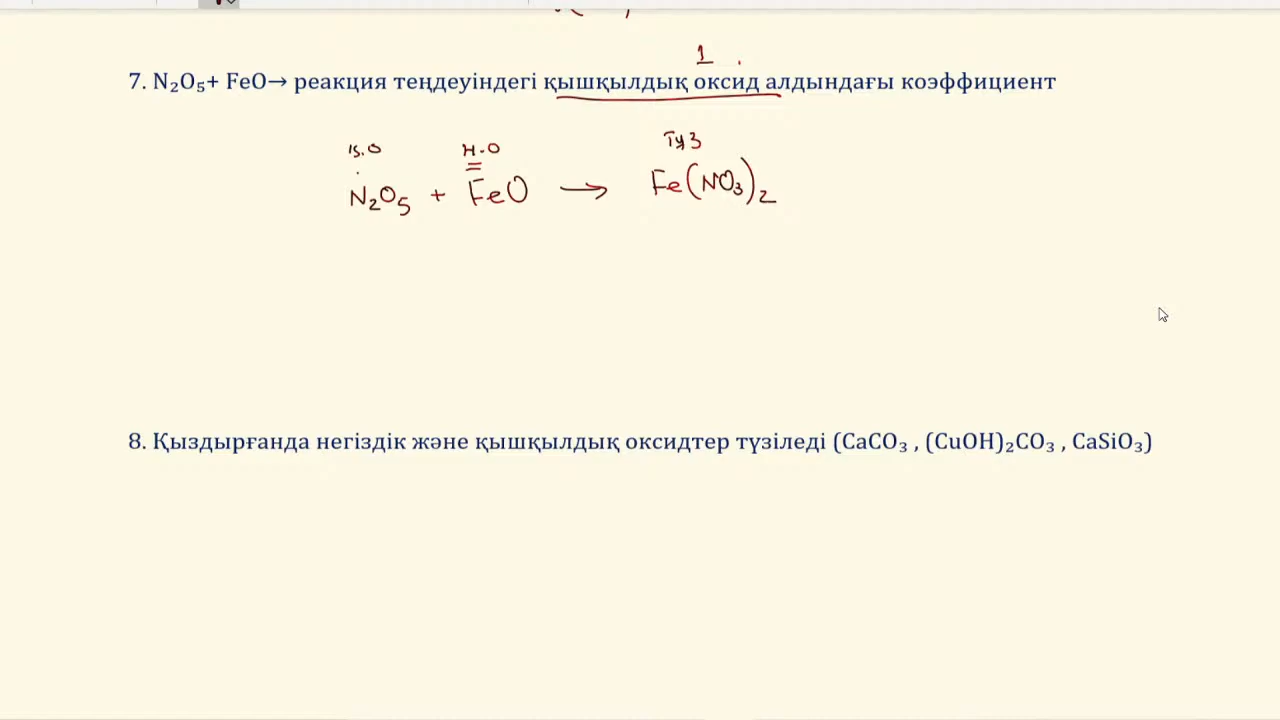 1
7. N₂O₅+ FeO→ реакция теңдеуіндегі қышқылдық оксид алдындағы коэффициент
қ.О Н.О Тұз
N₂O₅ + FeO → Fe(NO₃)₂
8. Қыздырғанда негіздік және қышқылдық оксидтер түзіледі (CaCO₃ , (CuOH)₂CO₃ , CaSiO₃)